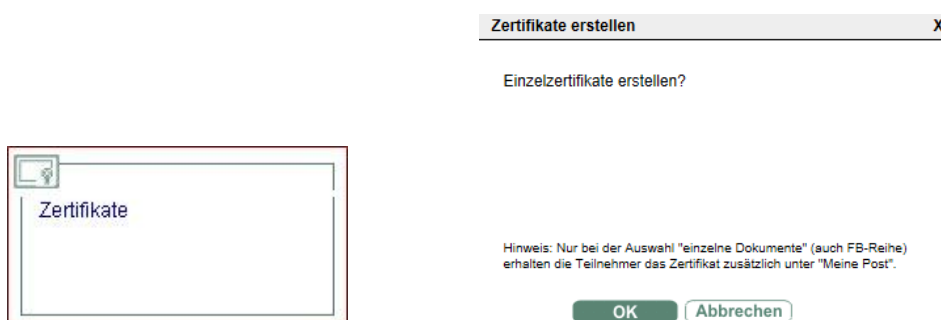 Zertifikate erstellen X
Einzelzertifikate erstellen?
Zertifikate
Hinweis: Nur bei der Auswahl "einzelne Dokumente" (auch FB-Reihe)
erhalten die Teilnehmer das Zertifikat zusätzlich unter "Meine Post".
OK Abbrechen